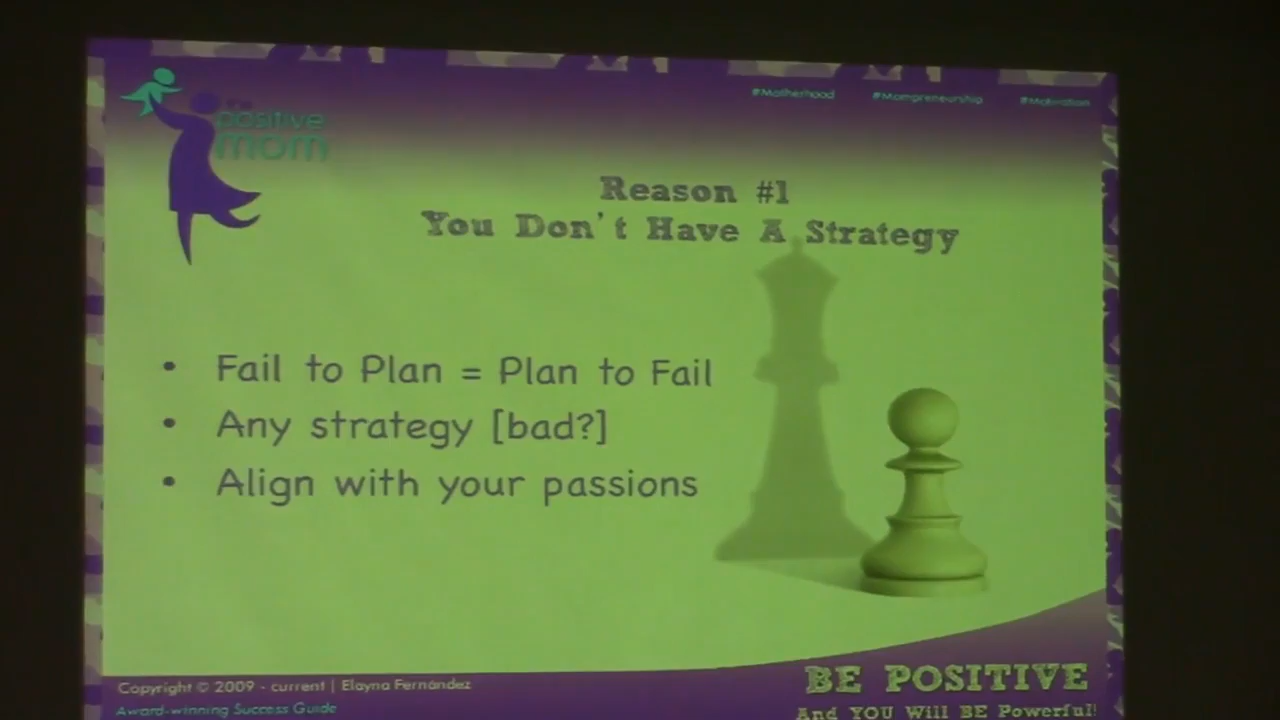 #Motherhood #Mompreneurship #Motivation
the
positive
mom
Reason #1
You Don't Have A Strategy
• Fail to Plan = Plan to Fail
• Any strategy [bad?]
• Align with your passions
Copyright © 2009 - current | Elayna Fernández
Award-winning Success Guide
BE POSITIVE
And YOU Will BE Powerful!